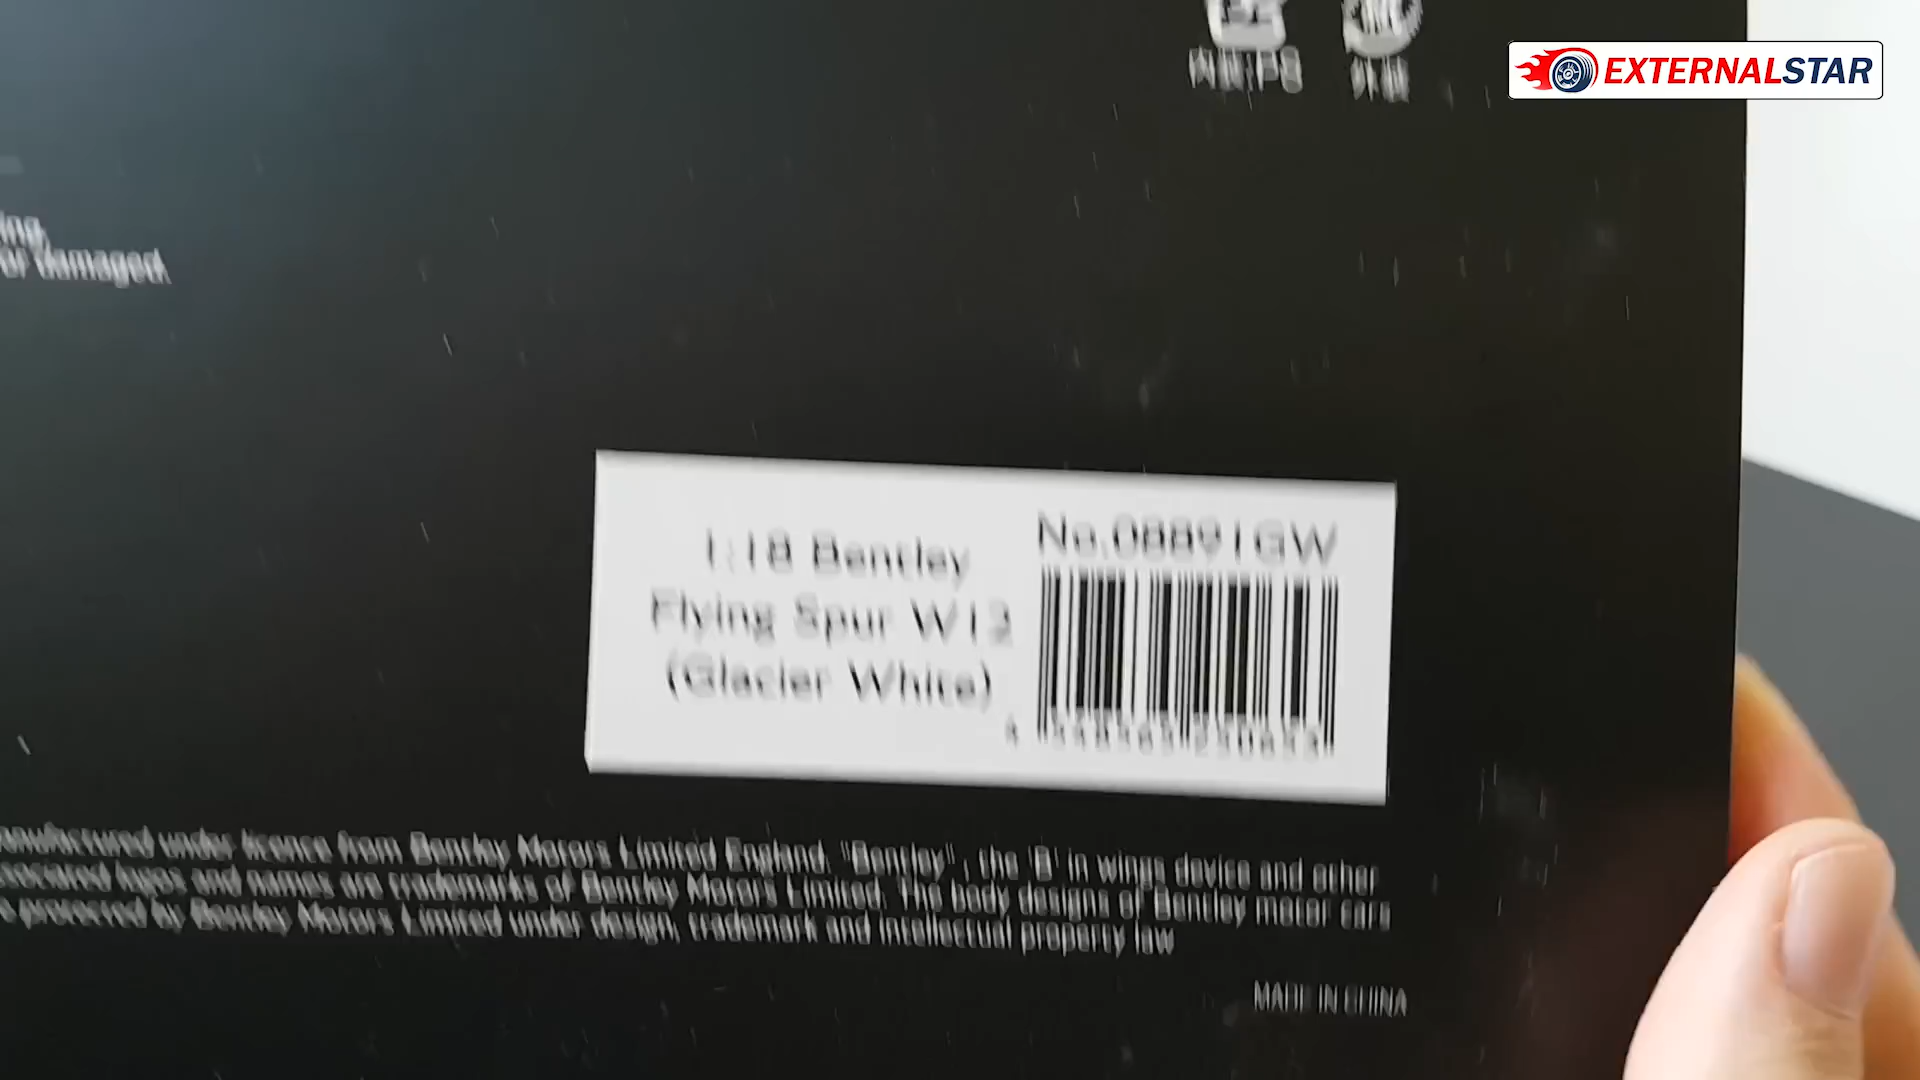 EXTERNALSTAR
ing,
or damaged.
1:18 Bentley
Flying Spur W12
(Glacier White)
No.08891GW
manufactured under licence from Bentley Motors Limited England. "Bentley", the 'B' in wings device and other
logos and names are trademarks of Bentley Motors Limited. The body designs of Bentley motor cars
protected by Bentley Motors Limited under design, trademark and intellectual property law
MADE IN CHINA